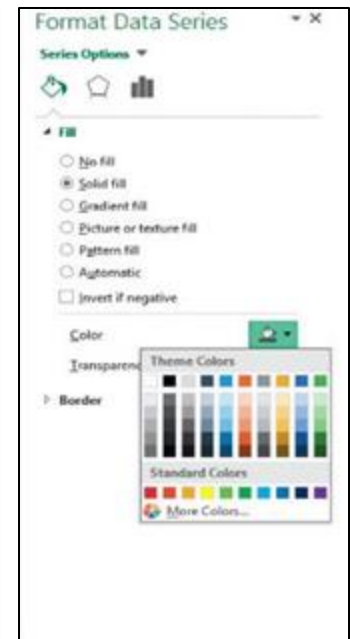 Format Data Series
Series Options
Fill
No fill
Solid fill
Gradient fill
Picture or texture fill
Pattern fill
Automatic
Invert if negative
Color
Transparenc
Theme Colors
Border
Standard Colors
More Colors...